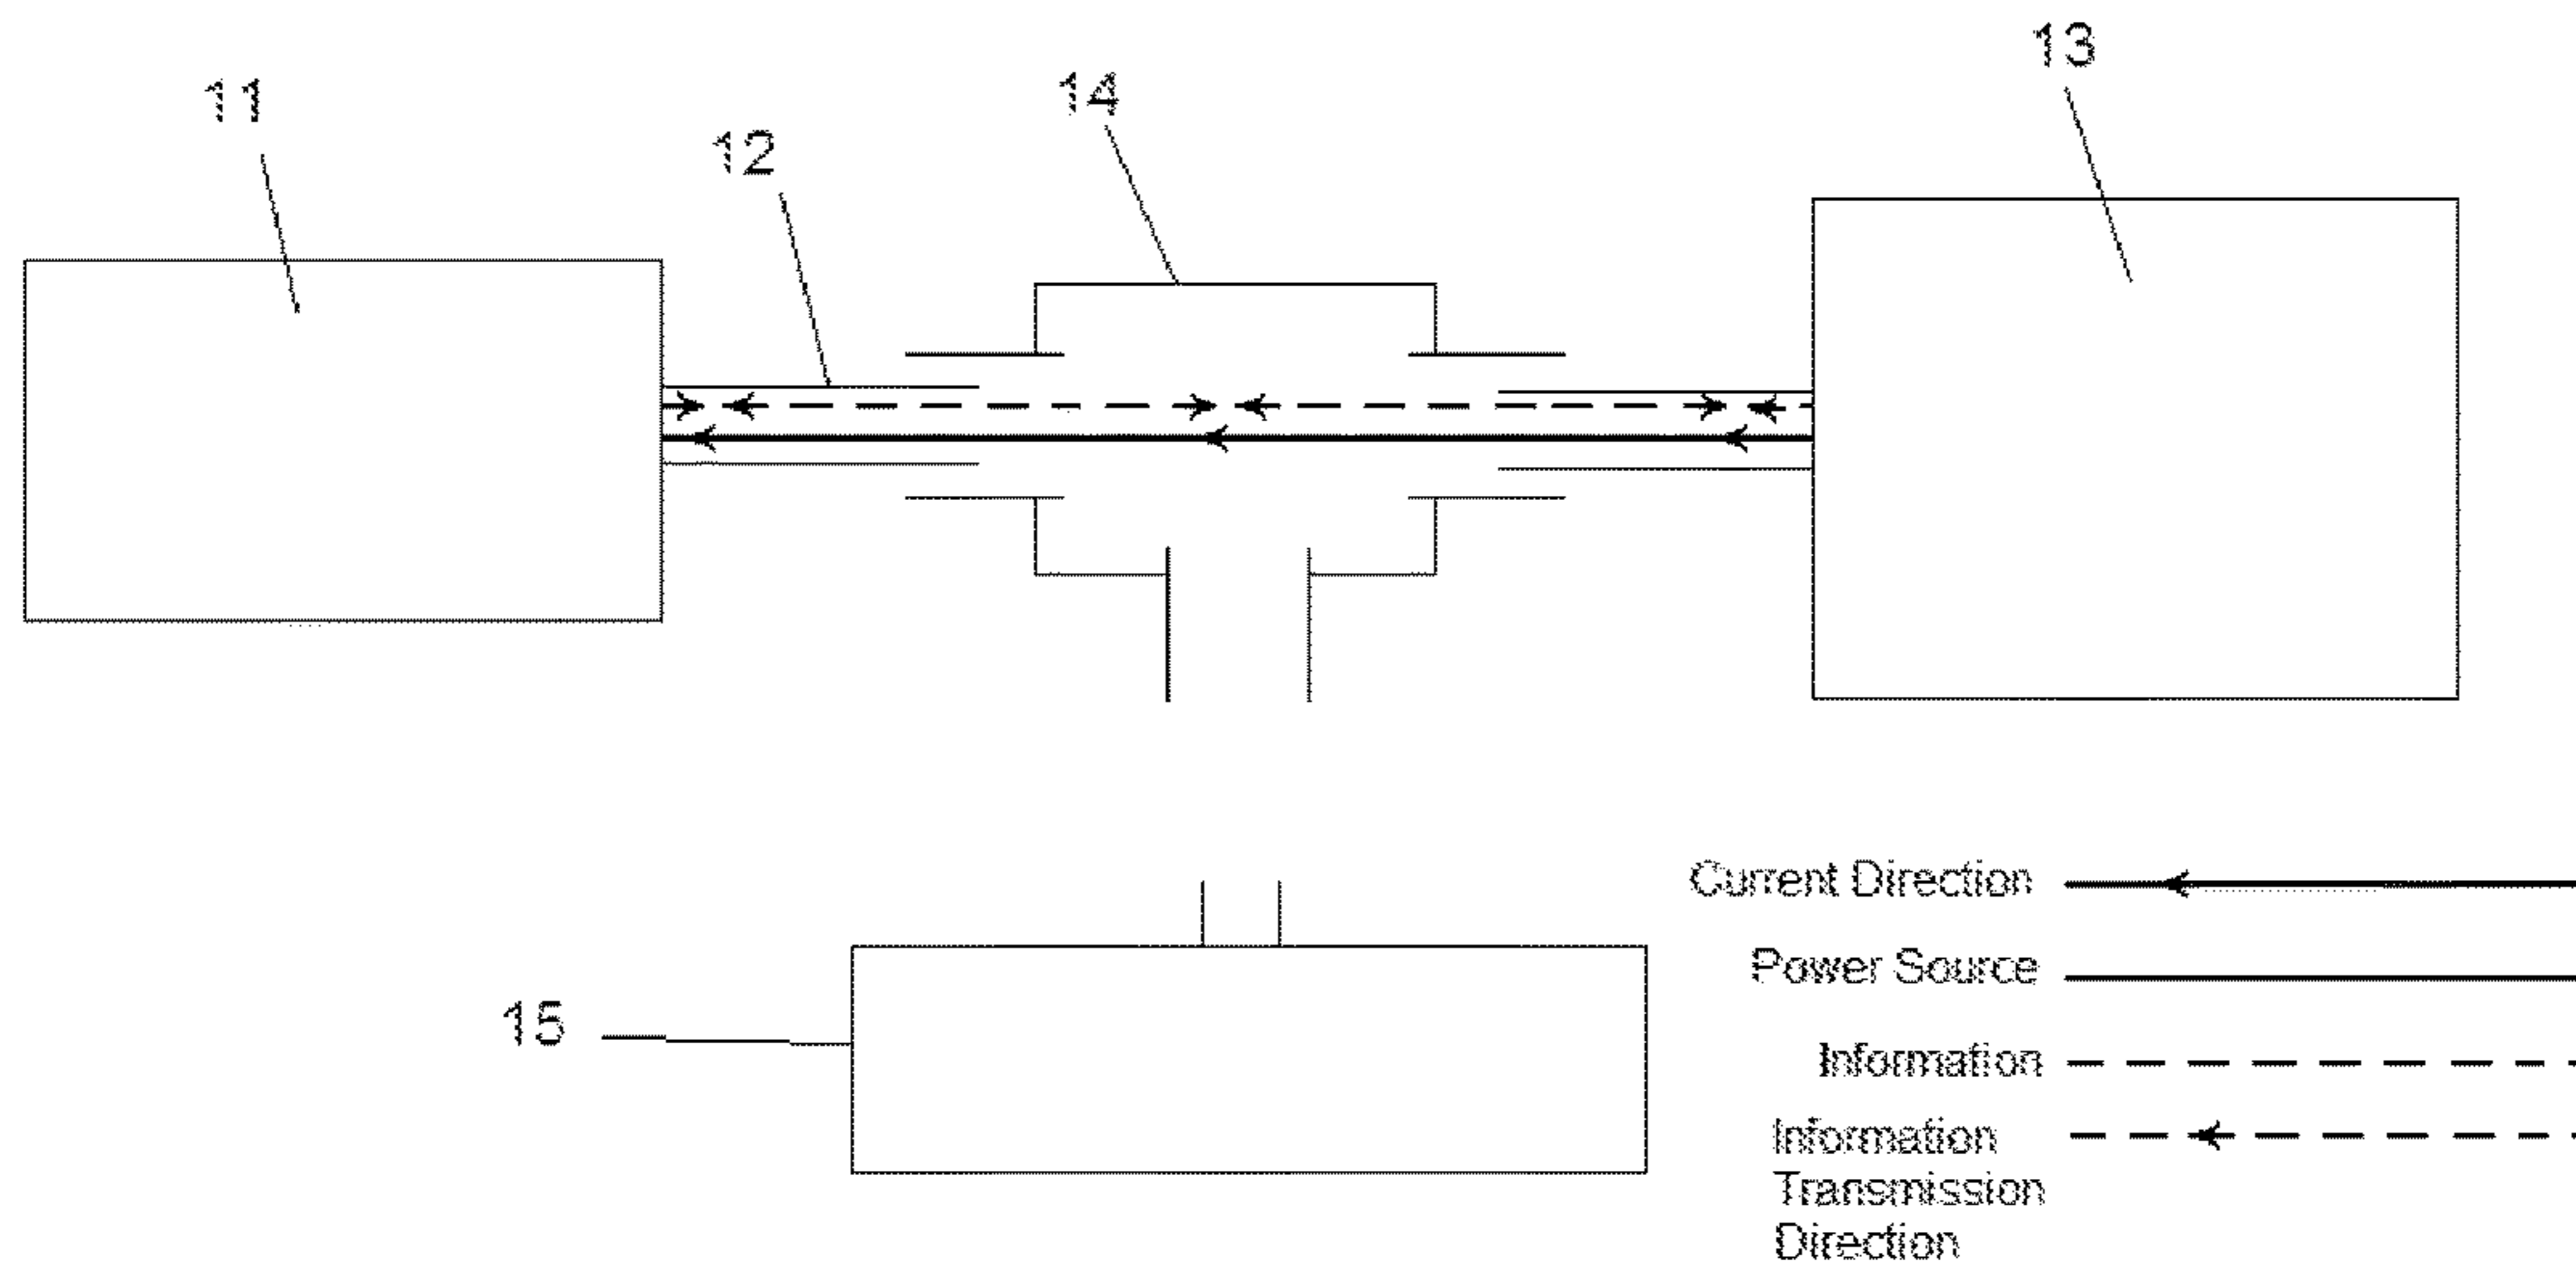 13
11
14
12
Current Direction
Power Source
15
Information
Information
Transmission
Direction